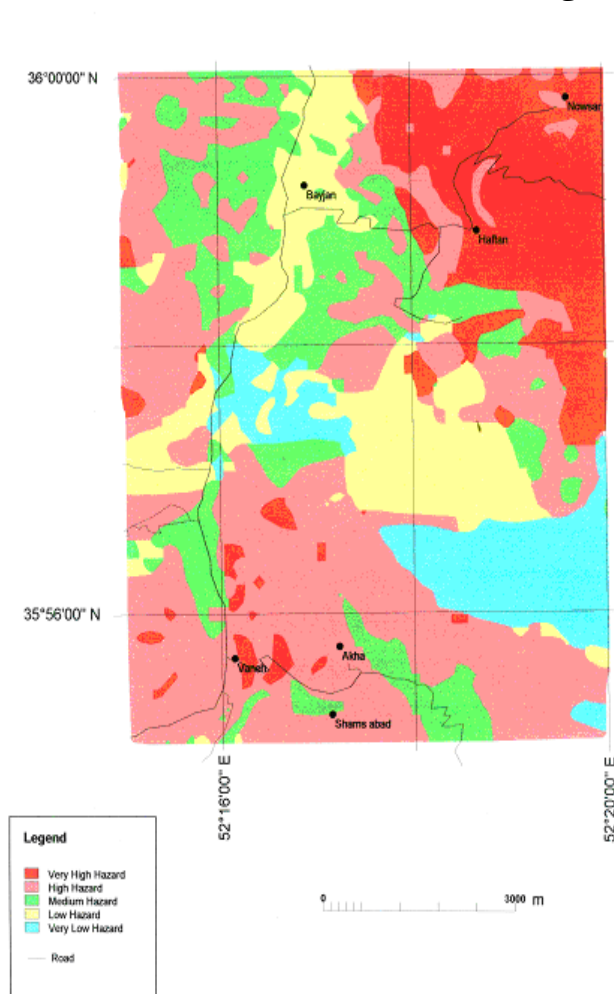 36°00'00" N
Nowsar
Bayjan
Haftan
35°56'00" N
Akha
Vaneh
Shams abad
52°16'00" E
52°20'00" E
Legend
Very High Hazard
High Hazard
Medium Hazard
Low Hazard
Very Low Hazard
Road
0 3000 m